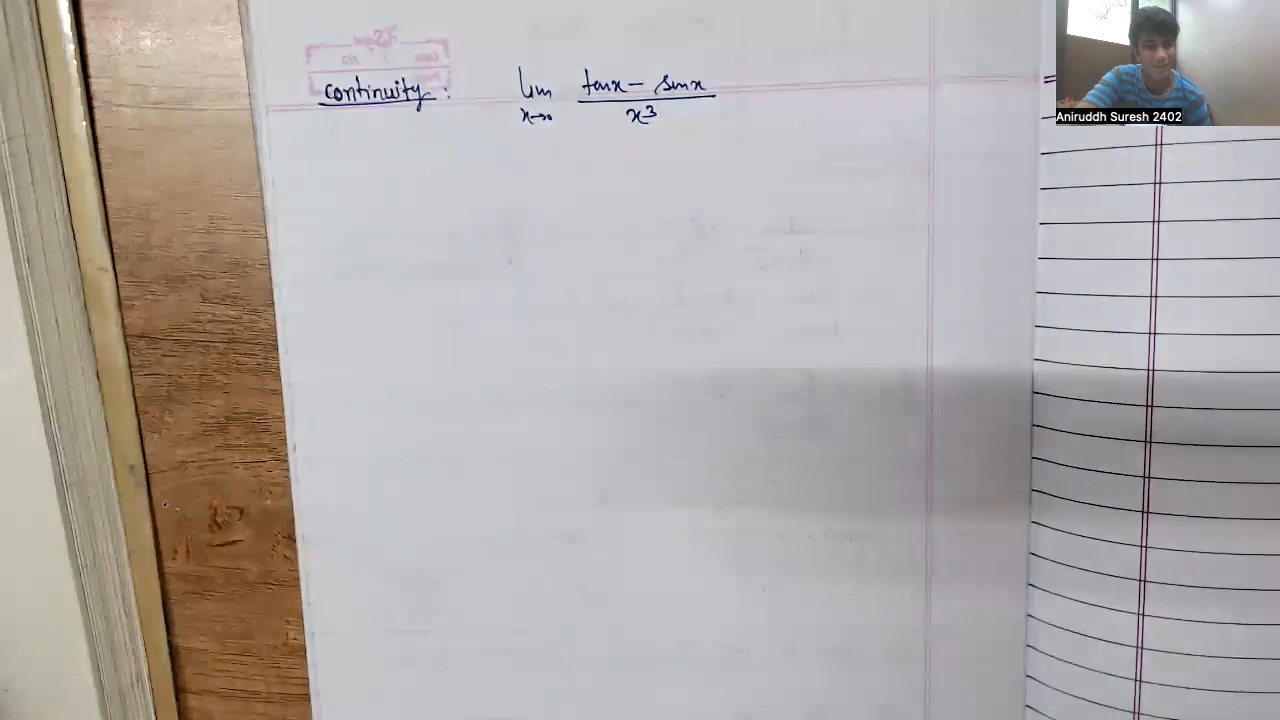 continuity :
lim tanx - sinx
x→0 x³
Aniruddh Suresh 2402